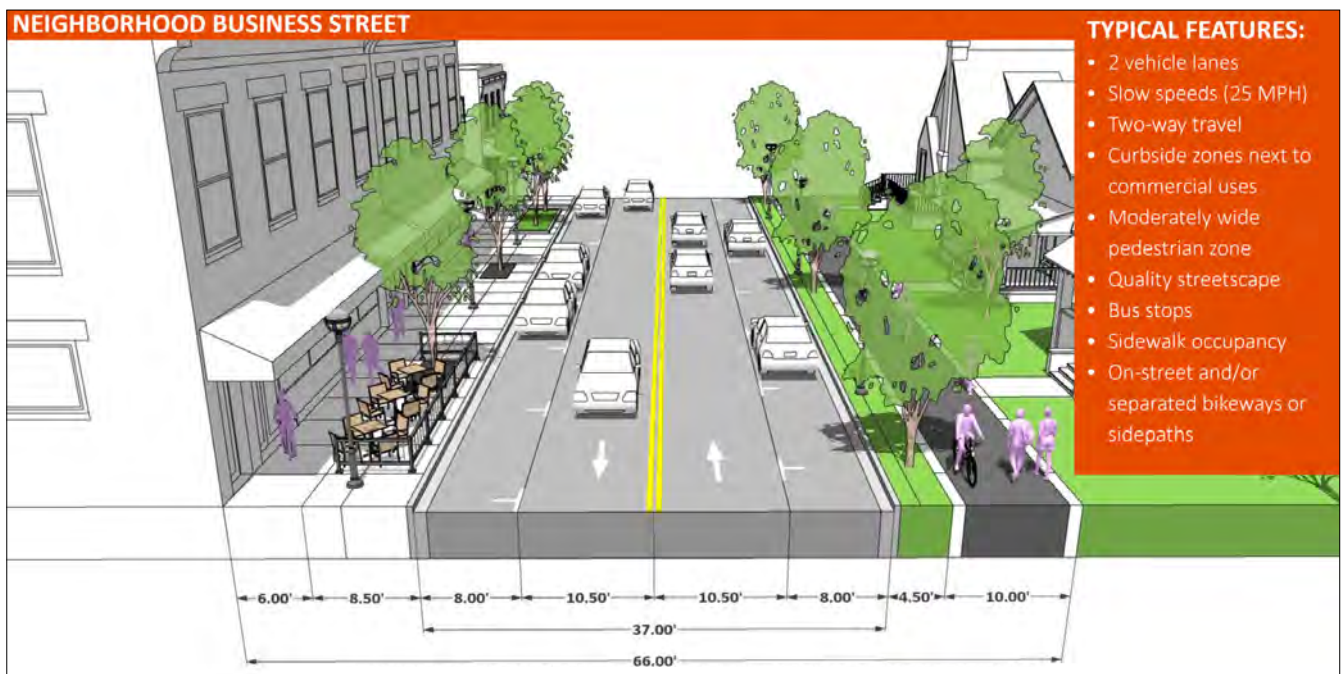 NEIGHBORHOOD BUSINESS STREET
TYPICAL FEATURES:
• 2 vehicle lanes
• Slow speeds (25 MPH)
• Two-way travel
• Curbside zones next to
commercial uses
• Moderately wide
pedestrian zone
• Quality streetscape
• Bus stops
• Sidewalk occupancy
• On-street and/or
separated bikeways or
sidepaths
6.00' 8.50' 8.00' 10.50' 10.50' 8.00' 4.50' 10.00'
37.00'
66.00'